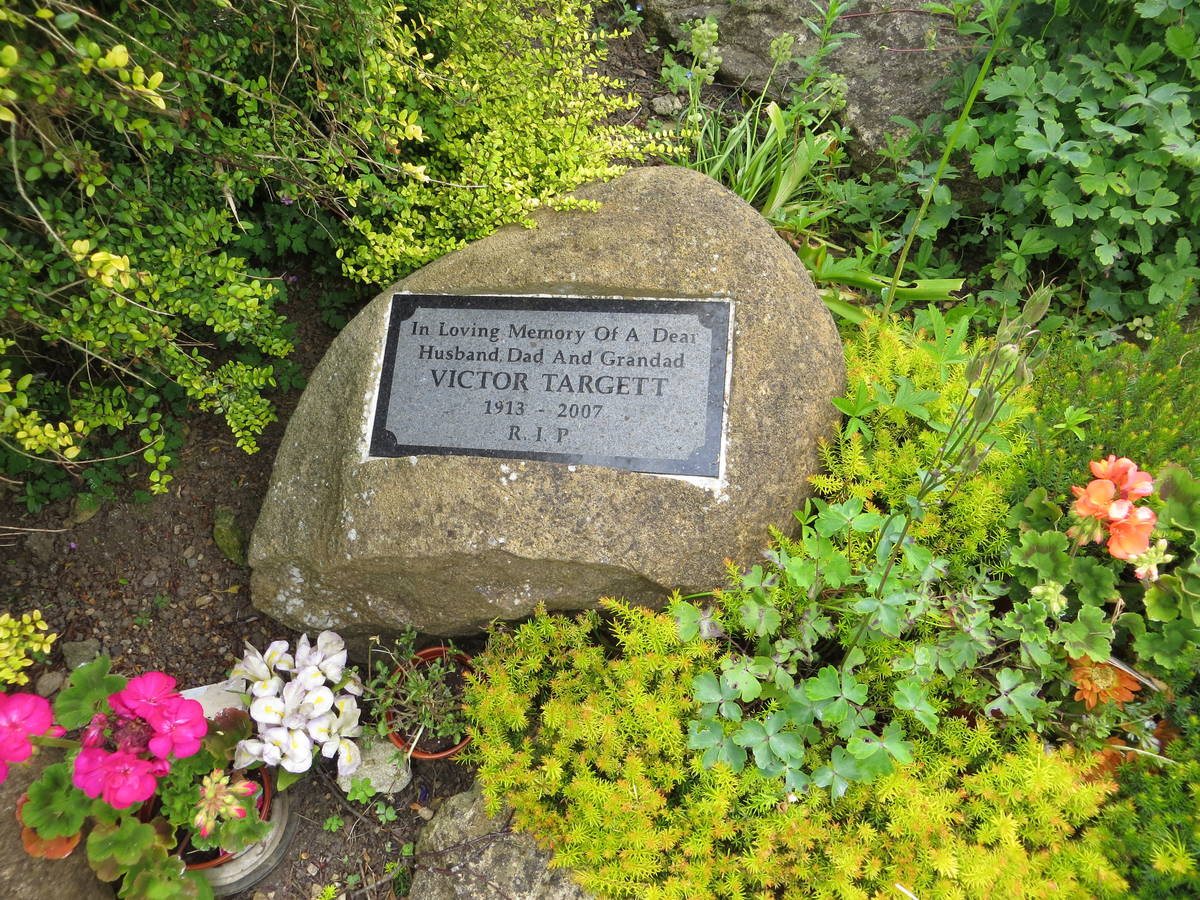 In Loving Memory Of A Dear
Husband, Dad And Grandad
VICTOR TARGETT
1913 - 2007
R. I. P